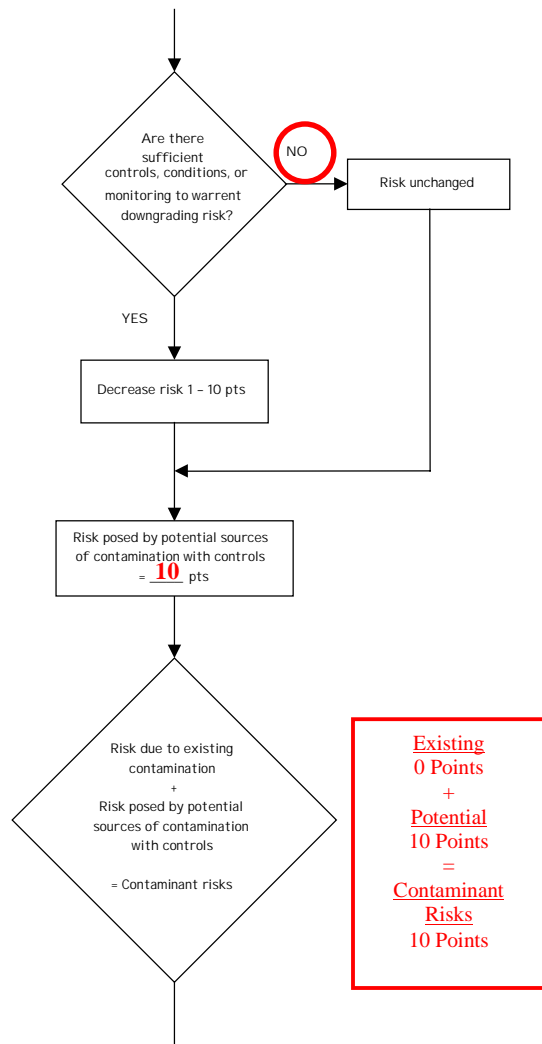 Are there
sufficient
controls, conditions, or
monitoring to warrent
downgrading risk?
NO
Risk unchanged
YES
Decrease risk 1 – 10 pts
Risk posed by potential sources
of contamination with controls
= 10 pts
Risk due to existing
contamination
+
Risk posed by potential
sources of contamination
with controls
= Contaminant risks
Existing
0 Points
+
Potential
10 Points
=
Contaminant
Risks
10 Points